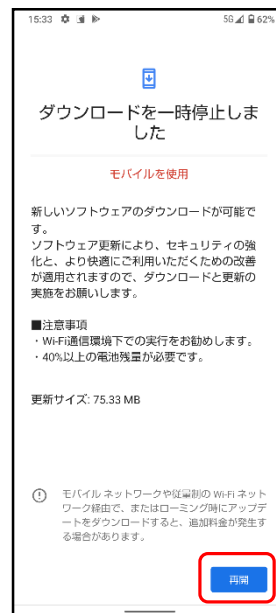 15:33 5G 62%
ダウンロードを一時停止しま
した
モバイルを使用
新しいソフトウェアのダウンロードが可能で
す。
ソフトウェア更新により、セキュリティの強
化と、より快適にご利用いただくための改善
が適用されますので、ダウンロードと更新の
実施をお願いします。
■注意事項
・Wi-Fi通信環境下での実行をお勧めします。
・40%以上の電池残量が必要です。
更新サイズ: 75.33 MB
モバイル ネットワークや従量制の Wi-Fi ネット
ワーク経由で、またはローミング時にアップデ
ートをダウンロードすると、追加料金が発生す
る場合があります。
再開